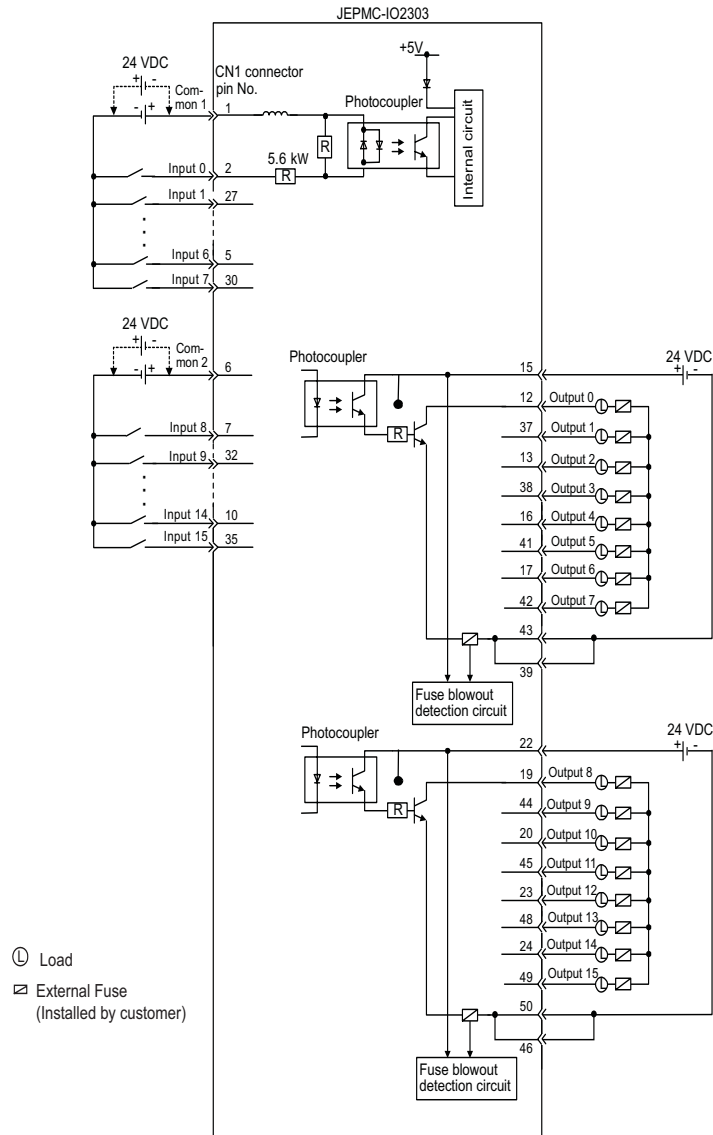 JEPMC-IO2303
+5V
24 VDC
+ -
CN1 connector
pin No.
Com-
mon 1
- +
1
Photocoupler
Internal circuit
R
5.6 kW
R
Input 0
2
Input 1
27
Input 6
5
Input 7
30
24 VDC
+ -
Com-
mon 2
- +
6
Input 8
7
Input 9
32
Input 14
10
Input 15
35
Photocoupler
R
15
24 VDC
+ -
12
Output 0
L
37
Output 1
L
13
Output 2
L
38
Output 3
L
16
Output 4
L
41
Output 5
L
17
Output 6
L
42
Output 7
L
43
39
Fuse blowout
detection circuit
Photocoupler
R
22
24 VDC
+ -
19
Output 8
L
44
Output 9
L
20
Output 10
L
45
Output 11
L
23
Output 12
L
48
Output 13
L
24
Output 14
L
49
Output 15
L
50
46
Fuse blowout
detection circuit
L Load
External Fuse
(Installed by customer)